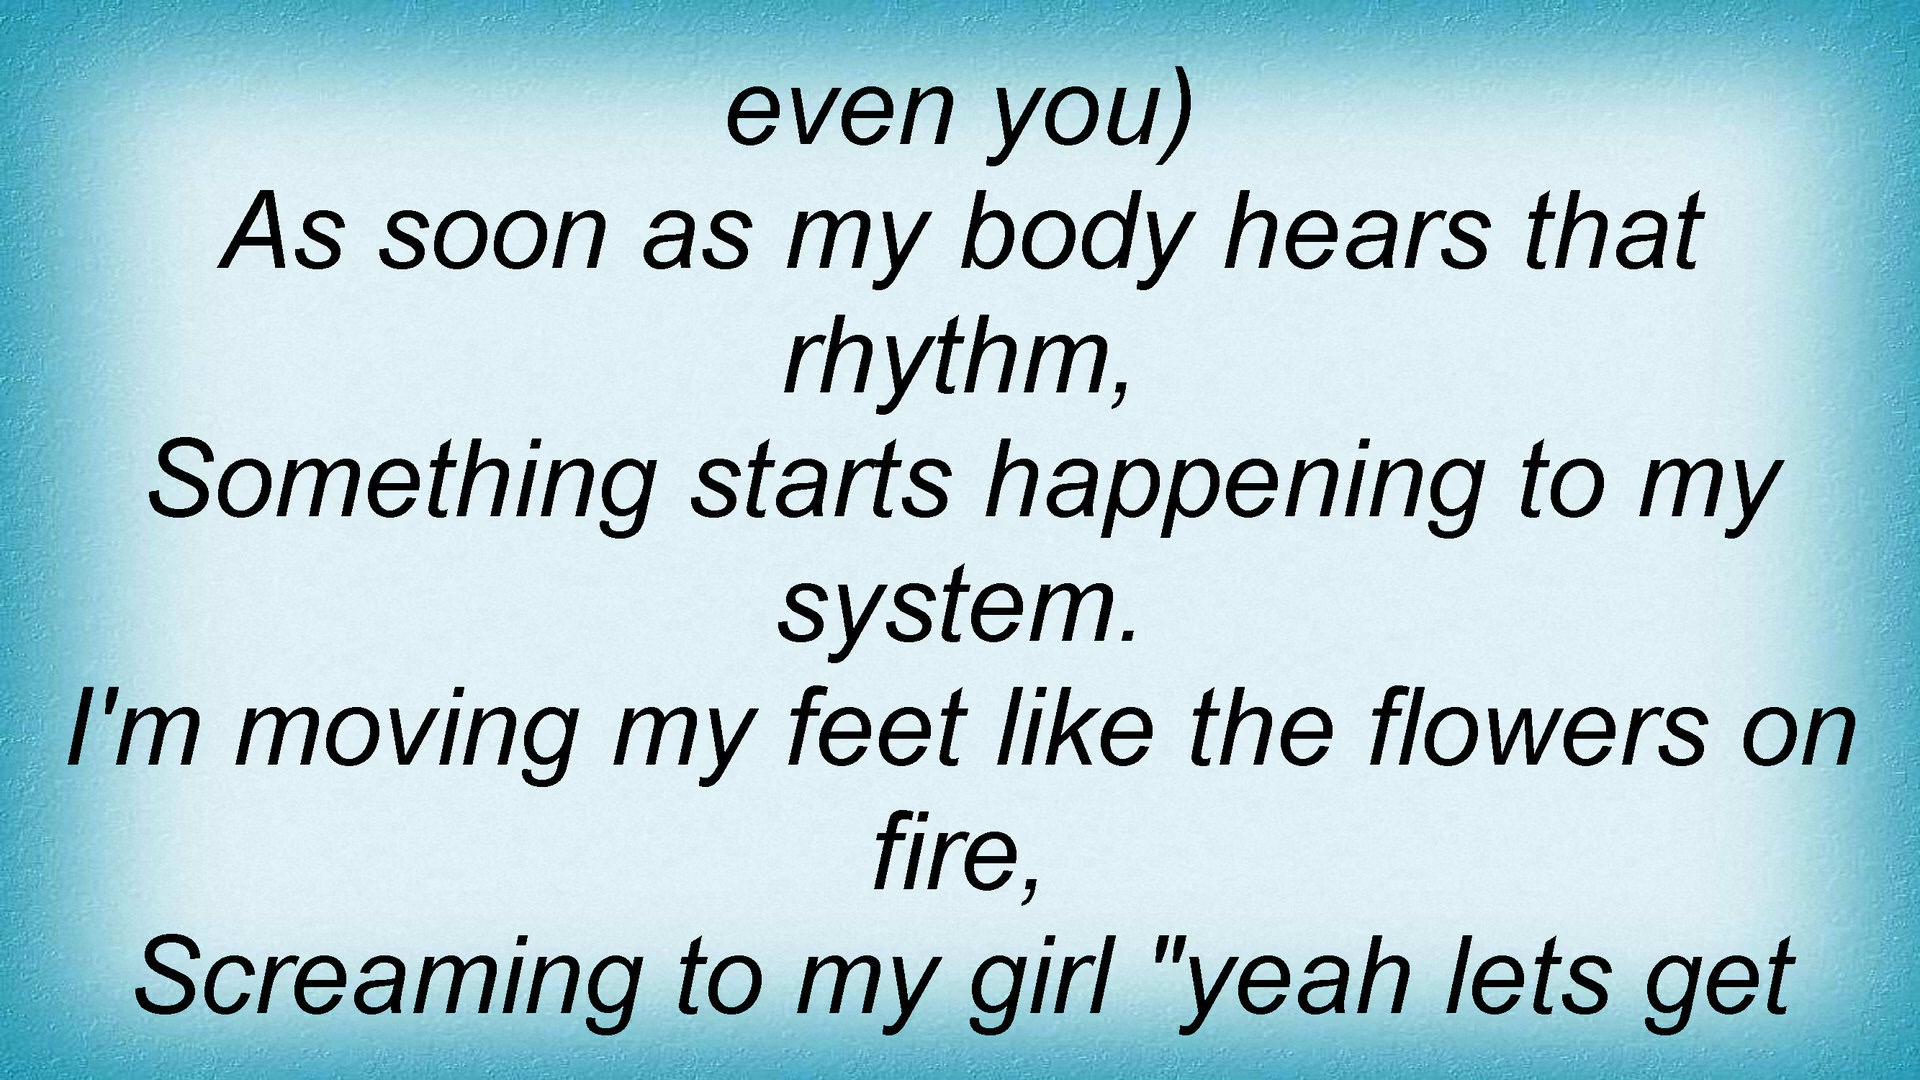 even you)
As soon as my body hears that
rhythm,
Something starts happening to my
system.
I'm moving my feet like the flowers on
fire,
Screaming to my girl "yeah lets get